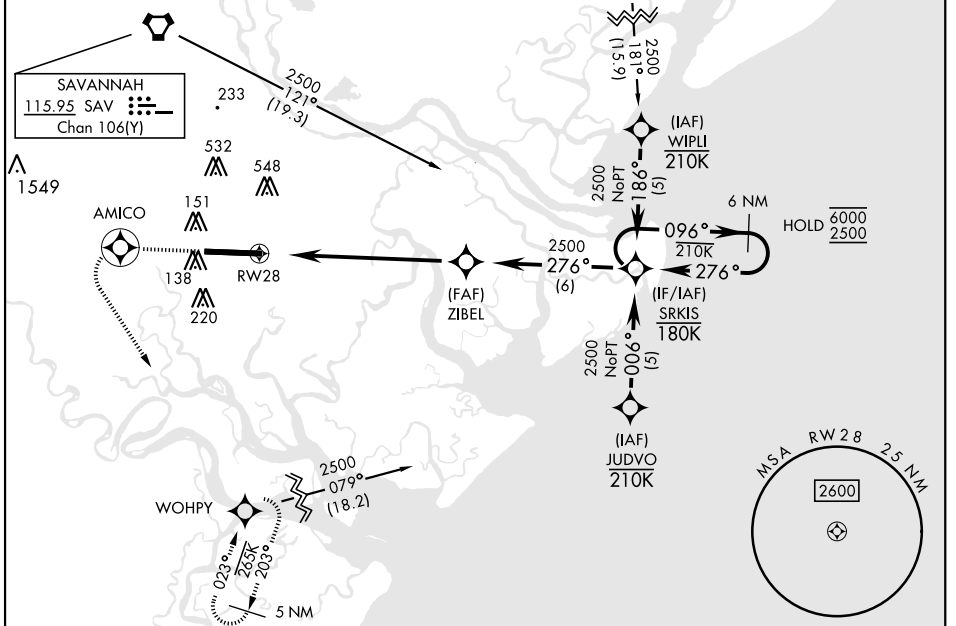 SAVANNAH
115.95 SAV
Chan 106(Y)
2500
121°
(19.3)
2500
181°
(15.9)
233
532
548
1549
151
AMICO
138
RW28
220
(IAF)
WIPLI
210K
2500
NoPT
186°
(5)
6 NM
096°
210K
276°
HOLD
6000
2500
2500
276°
(6)
(FAF)
ZIBEL
(IF/IAF)
SRKIS
180K
2500
NoPT
006°
(5)
(IAF)
JUDVO
210K
2500
079°
(18.2)
WOHPY
023°
265K
203°
5 NM
MSA RW28 25 NM
2600